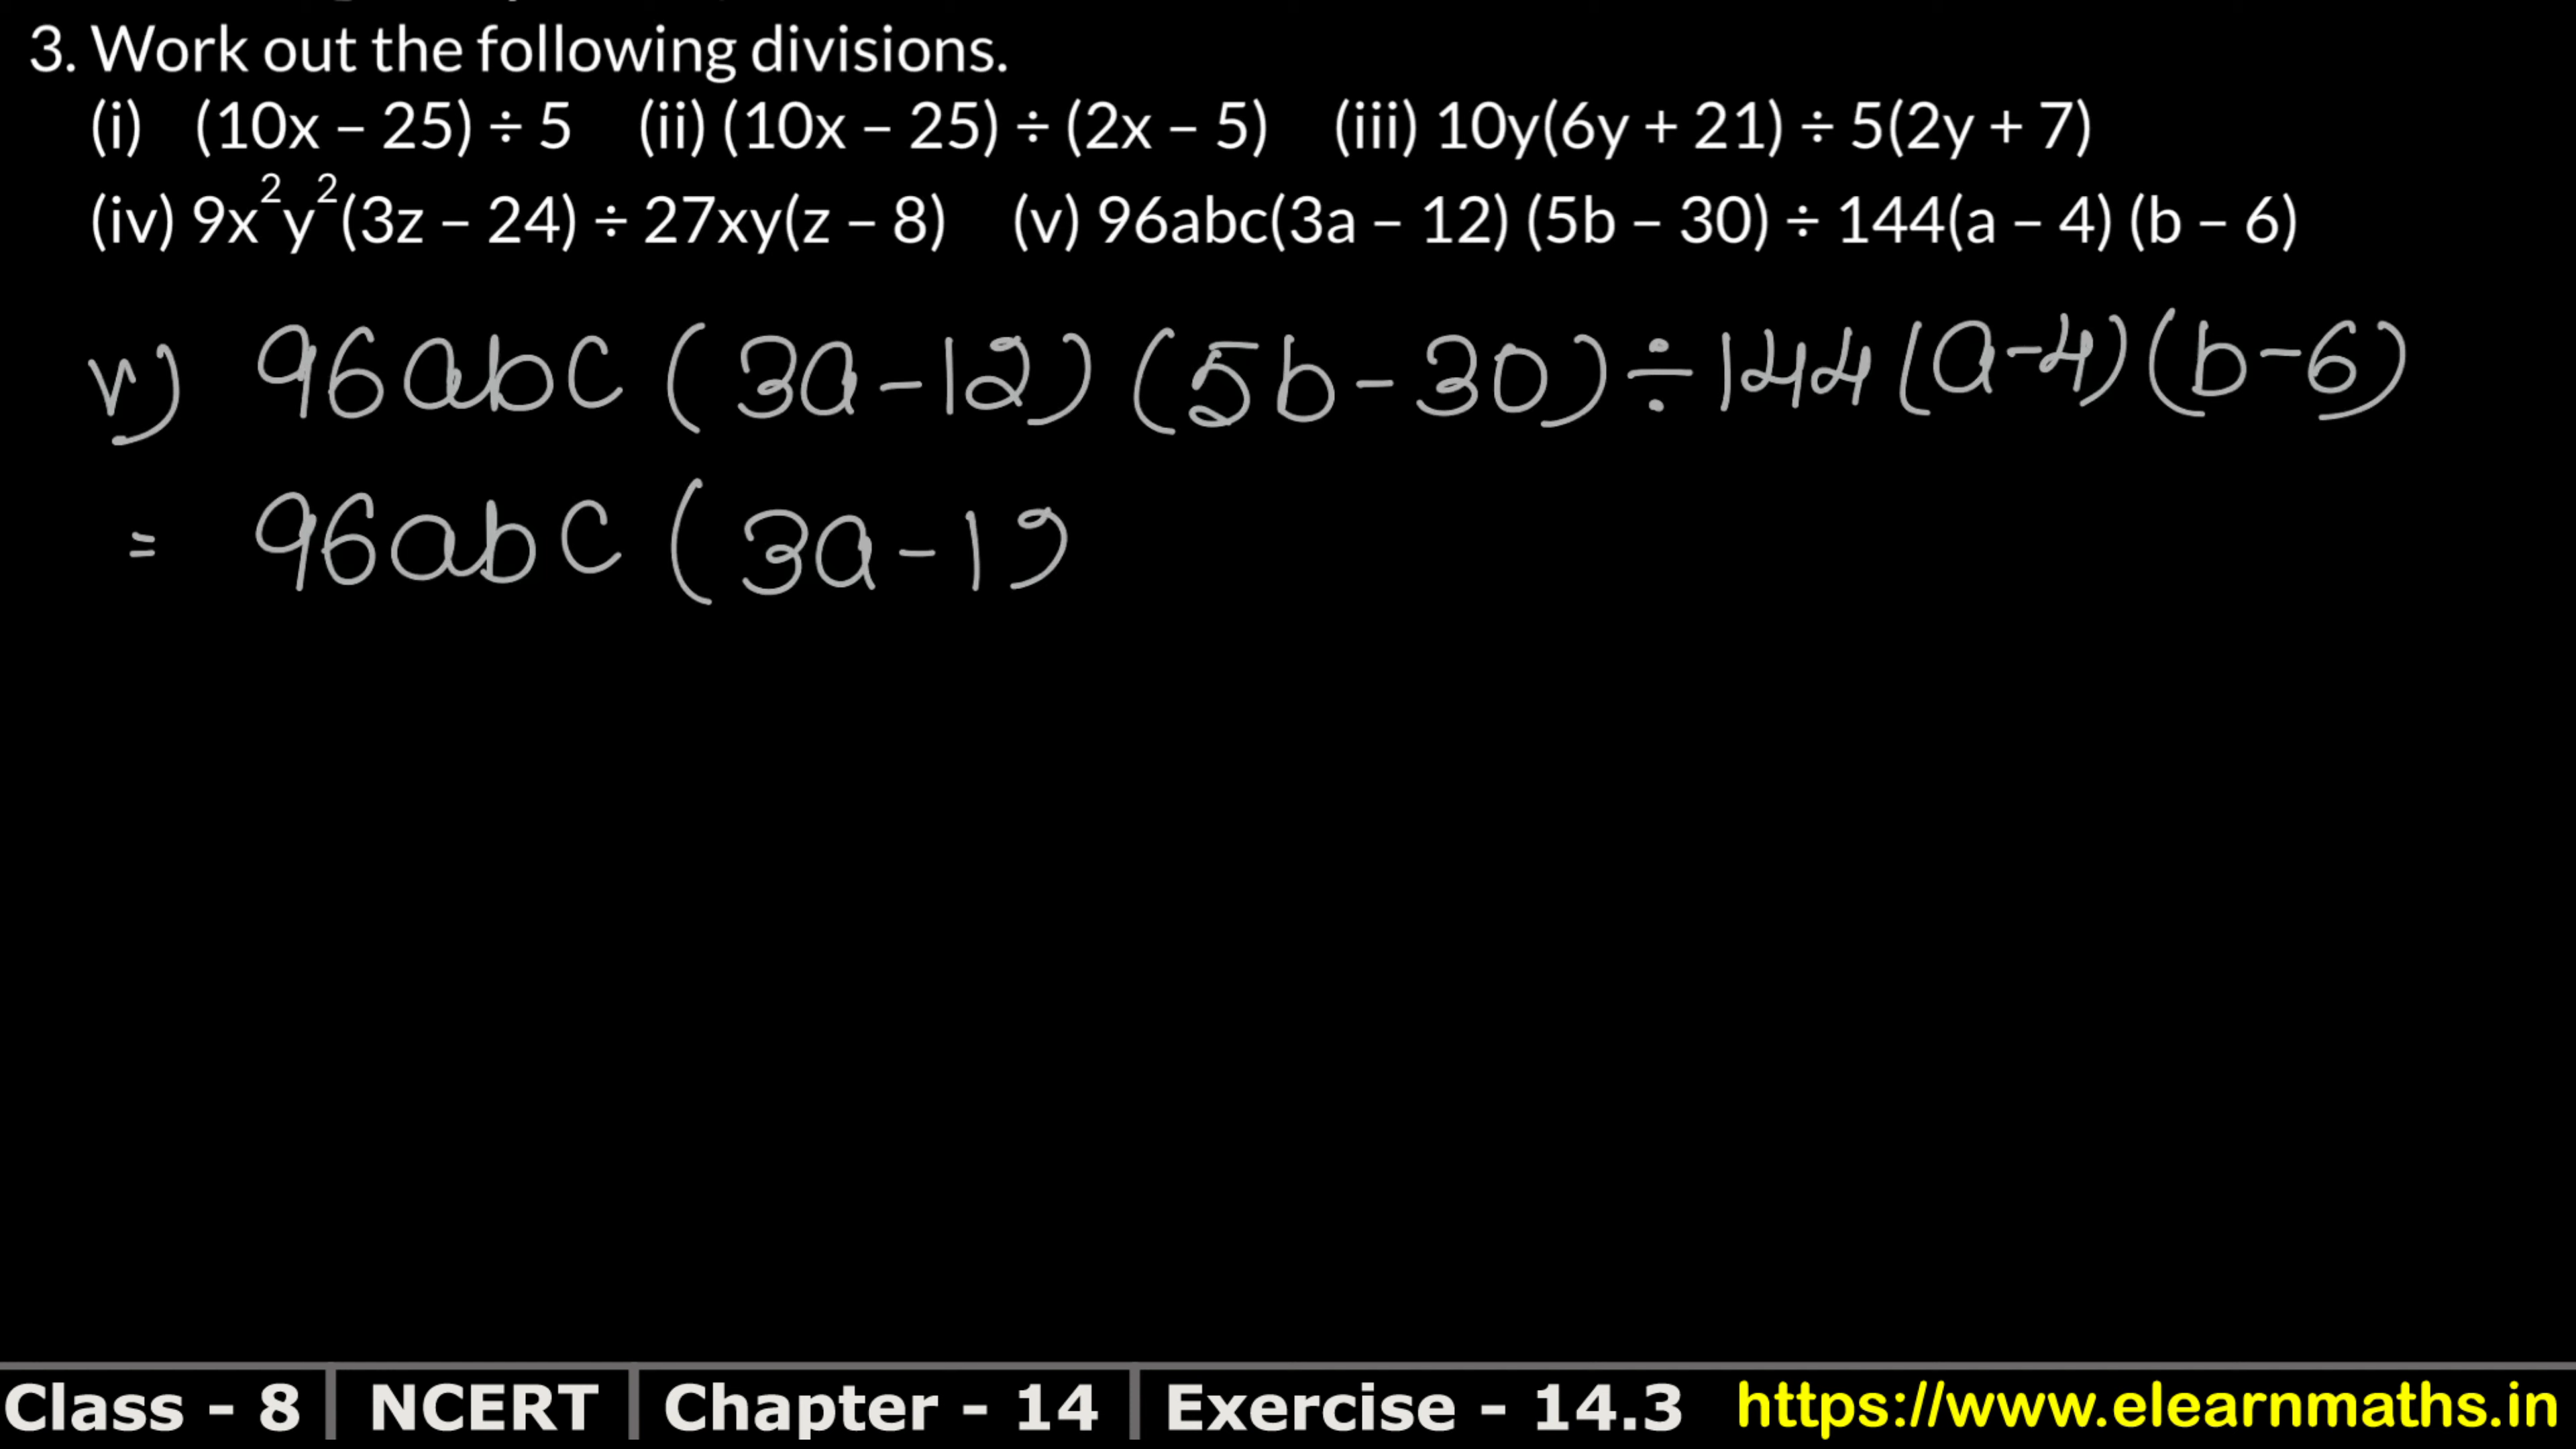 3. Work out the following divisions.
(i) (10x – 25) ÷ 5 (ii) (10x – 25) ÷ (2x – 5) (iii) 10y(6y + 21) ÷ 5(2y + 7)
(iv) 9x²y²(3z – 24) ÷ 27xy(z – 8) (v) 96abc(3a – 12) (5b – 30) ÷ 144(a – 4) (b – 6)
v) 96abc (3a-12) (5b-30) ÷ 144 (a-4) (b-6)
= 96abc (3a-1
Class - 8 | NCERT | Chapter - 14 | Exercise - 14.3 https://www.elearnmaths.in